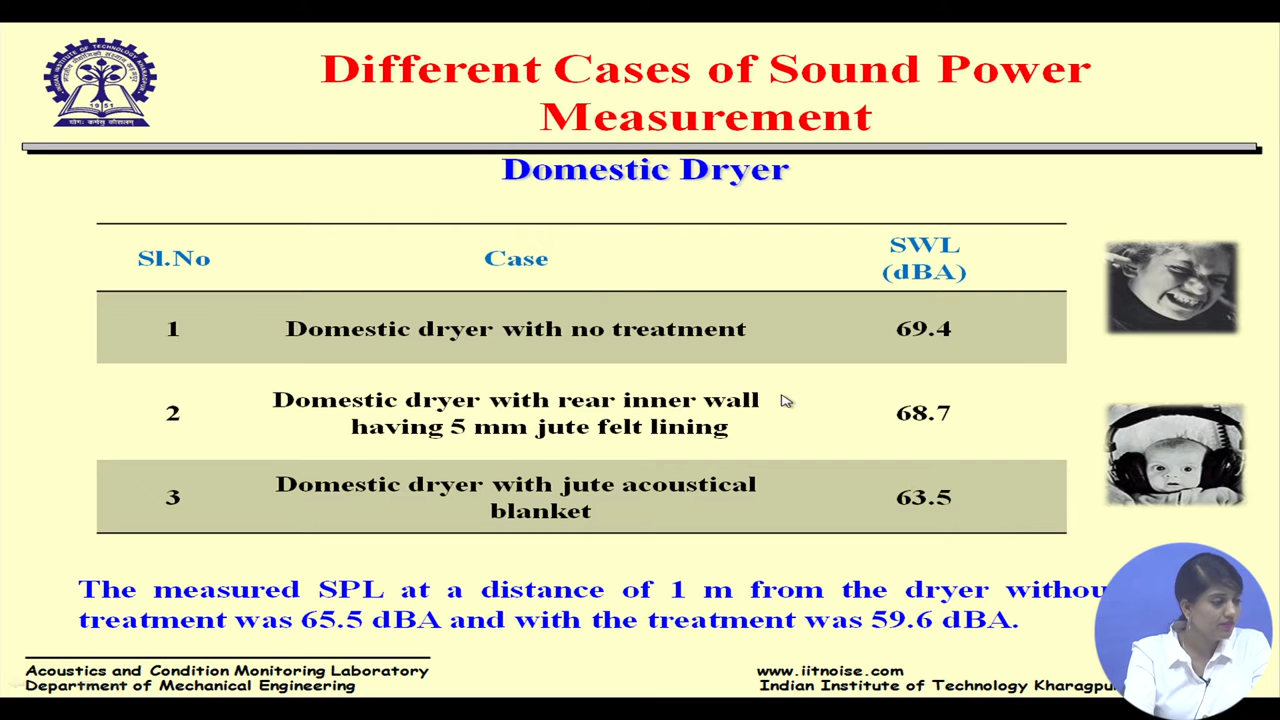 Different Cases of Sound Power
Measurement
Domestic Dryer
Sl.No Case SWL (dBA)
1 Domestic dryer with no treatment 69.4
2 Domestic dryer with rear inner wall having 5 mm jute felt lining 68.7
3 Domestic dryer with jute acoustical blanket 63.5
The measured SPL at a distance of 1 m from the dryer withou
treatment was 65.5 dBA and with the treatment was 59.6 dBA.
Acoustics and Condition Monitoring Laboratory
Department of Mechanical Engineering
www.iitnoise.com
Indian Institute of Technology Kharagpu
1951
योगः कर्मसु कौशलम्